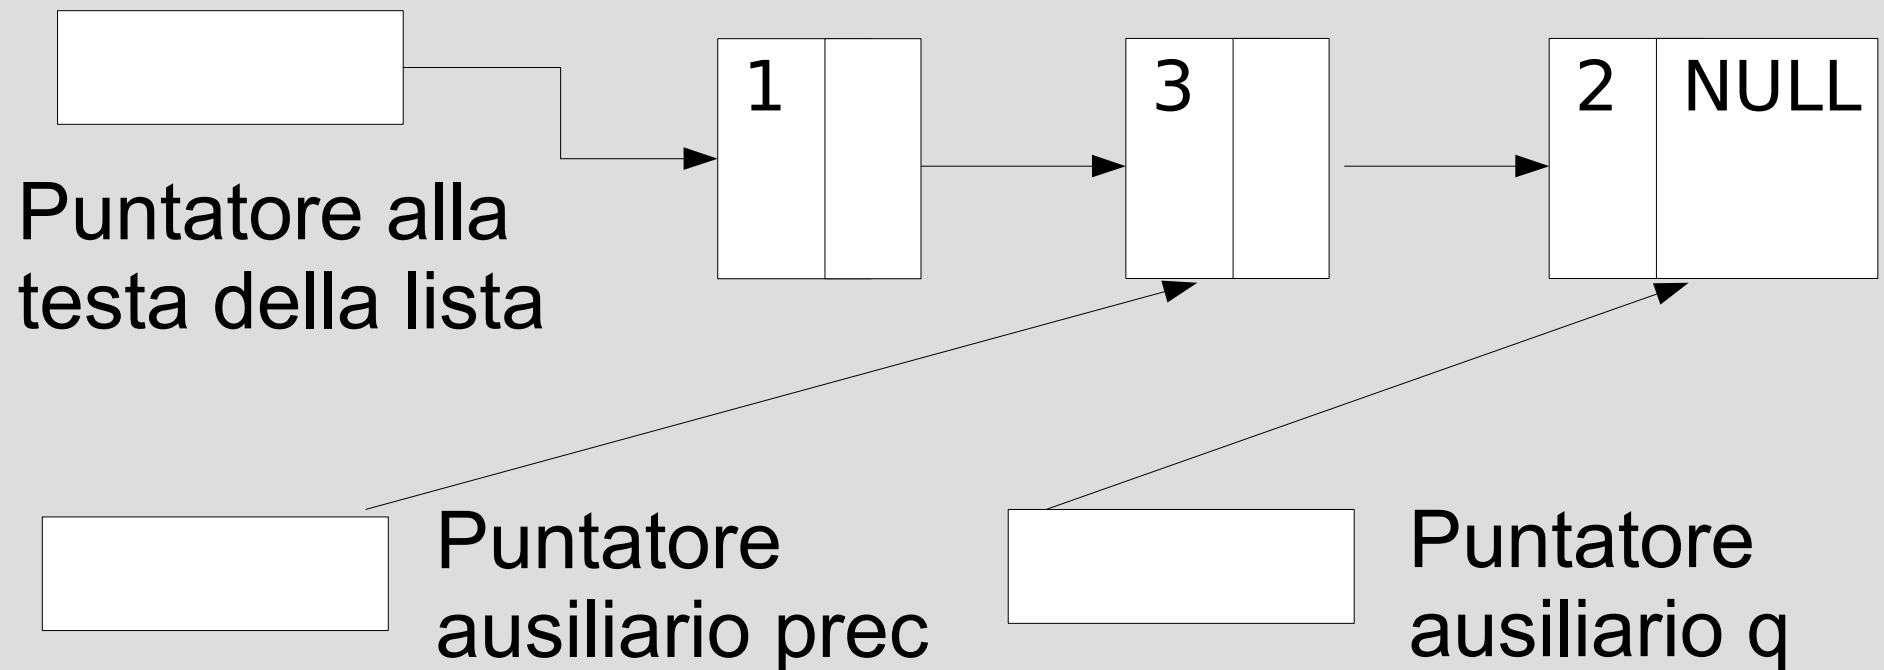 1
3
2 NULL
Puntatore alla
testa della lista
Puntatore
ausiliario prec
Puntatore
ausiliario q